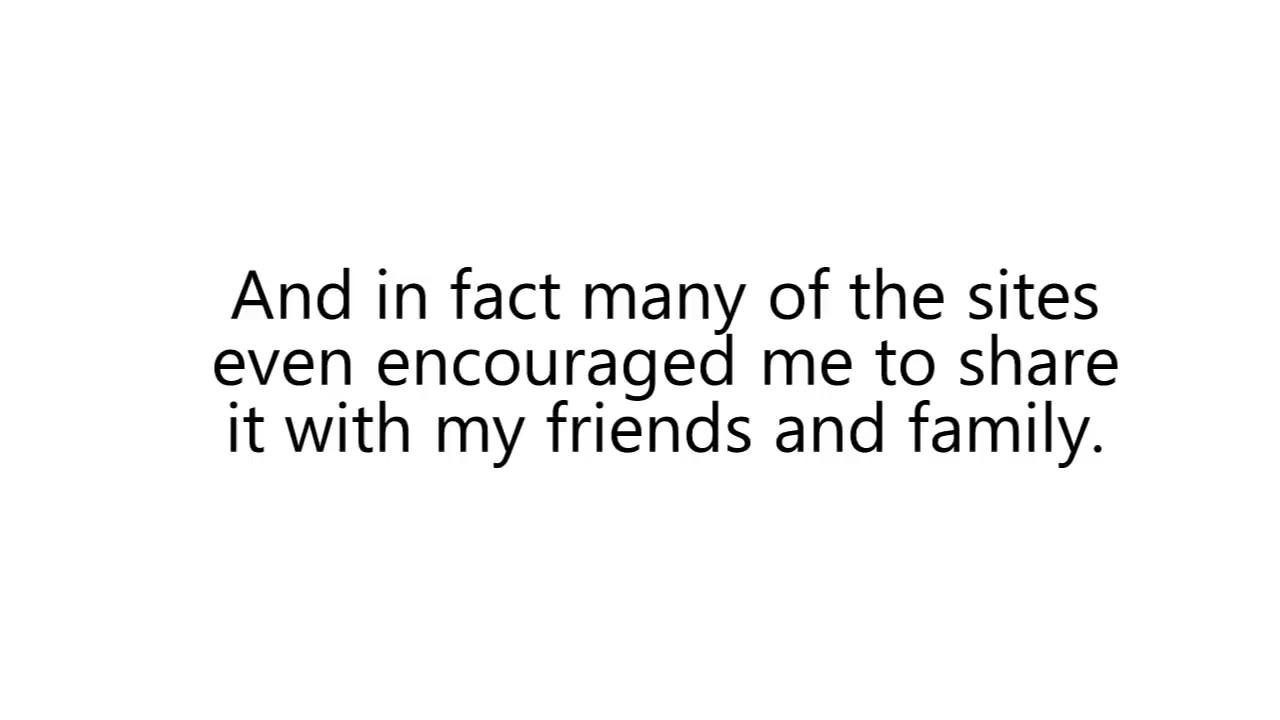 And in fact many of the sites
even encouraged me to share
it with my friends and family.